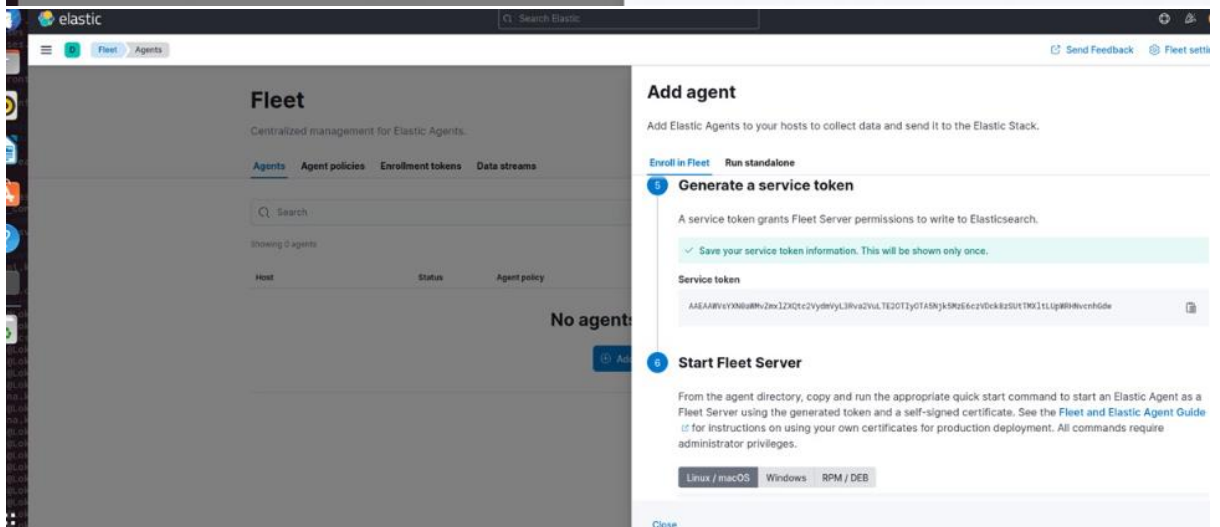 elastic
Search Elastic
D Fleet Agents
Send Feedback Fleet
Fleet
Centralized management for Elastic Agents.
Agents Agent policies Enrollment tokens Data streams
Search
Showing 0 agents
Host Status Agent policy
No agents
Add agent
Add Elastic Agents to your hosts to collect data and send it to the Elastic Stack.
Enroll in Fleet Run standalone
5 Generate a service token
A service token grants Fleet Server permissions to write to Elasticsearch.
Save your service token information. This will be shown only once.
Service token
6 Start Fleet Server
From the agent directory, copy and run the appropriate quick start command to start an Elastic Agent as a
Fleet Server using the generated token and a self-signed certificate. See the Fleet and Elastic Agent Guide
for instructions on using your own certificates for production deployment. All commands require
administrator privileges.
Linux / macOS Windows RPM / DEB
Close